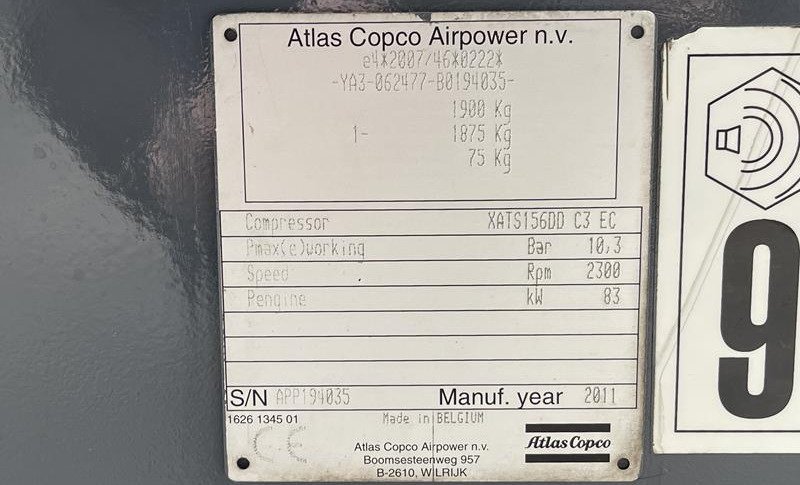 Atlas Copco Airpower n.v.
e4*2007/46*0222*
-YA3-062477-B0194035-
1900 Kg
1- 1875 Kg
75 Kg
Compressor XATS156DD C3 EC
Pmax(e)working Bar 10,3
Speed Rpm 2300
Pengine kW 83
S/N APP194035 Manuf. year 2011
1626 1345 01 Made in BELGIUM
CE
Atlas Copco Airpower n.v.
Boomsesteenweg 957
B-2610, WILRIJK
Atlas Copco
9